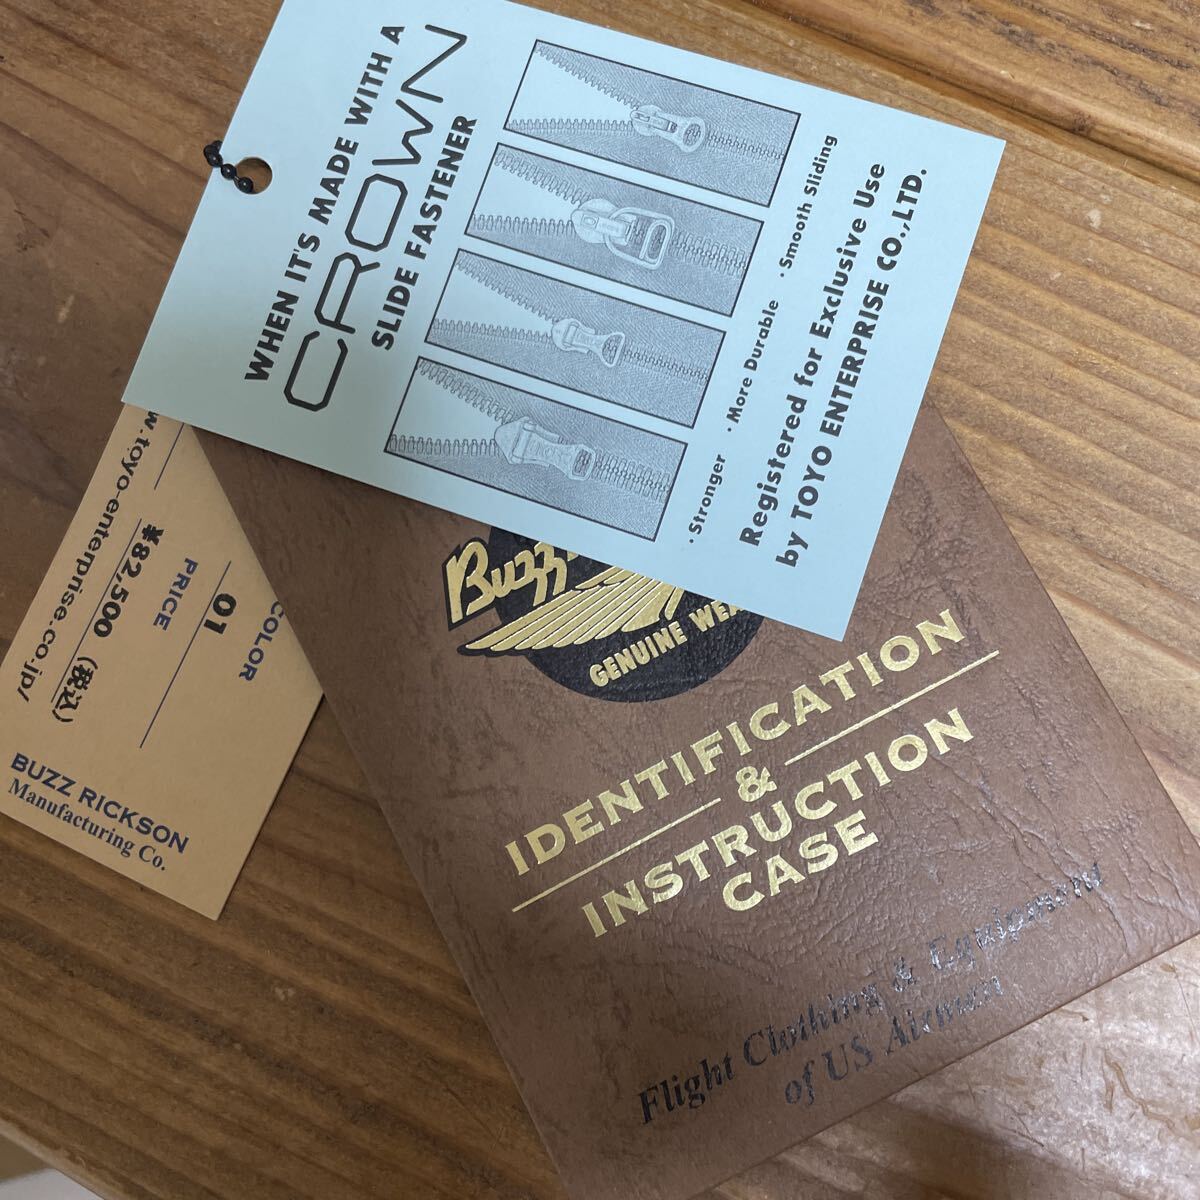 WHEN IT'S MADE WITH A
CROWN
SLIDE FASTENER
· Stronger · More Durable · Smooth Sliding
Registered for Exclusive Use
by TOYO ENTERPRISE CO.,LTD.
w.toyo-enterprise.co.jp/
COLOR
01
PRICE
¥82,500 (税込)
BUZZ RICKSON
Manufacturing Co.
Buzz
GENUINE
IDENTIFICATION
&
INSTRUCTION
CASE
Flight Clothing & Equipment
of US Airmen